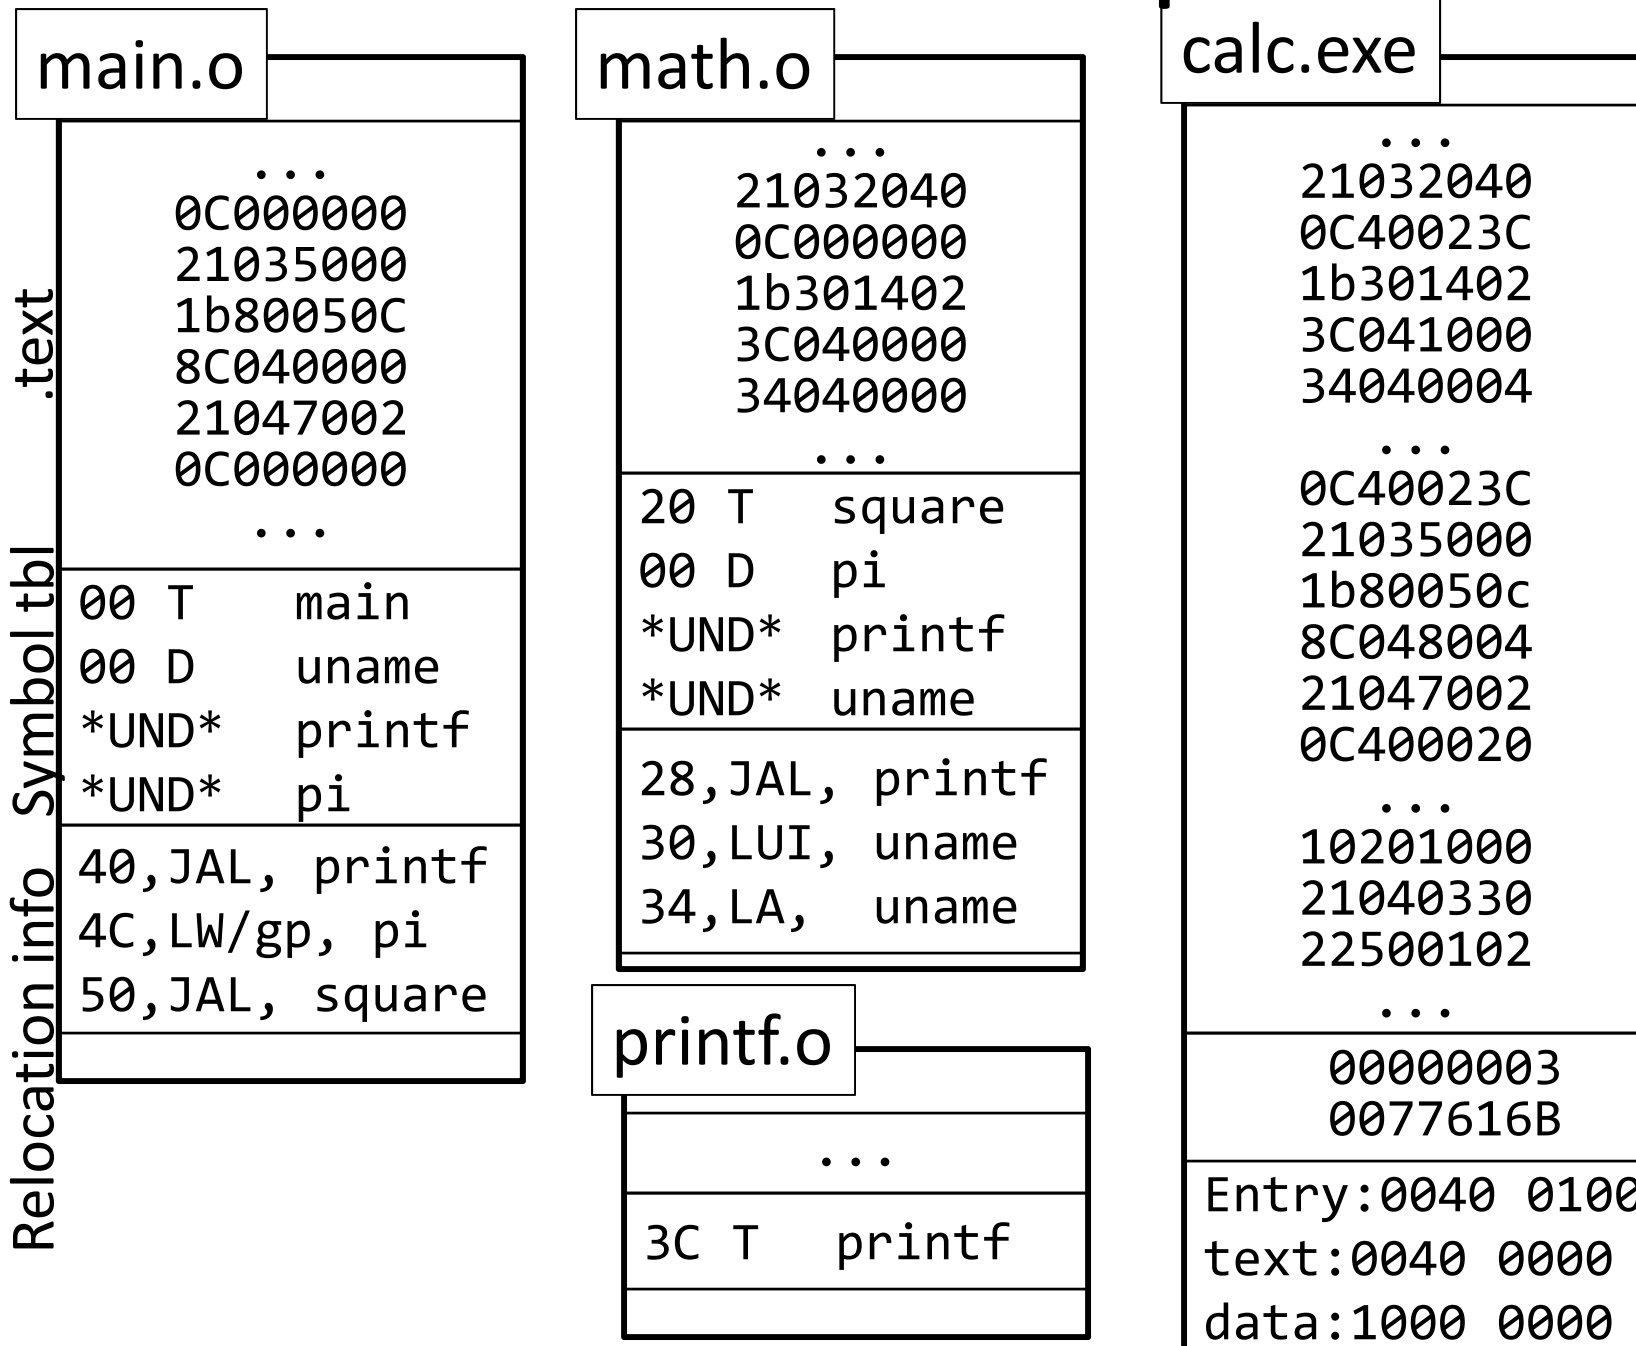 main.o
.text
...
0C000000
21035000
1b80050C
8C040000
21047002
0C000000
...
Symbol tbl
00 T main
00 D uname
*UND* printf
*UND* pi
Relocation info
40,JAL, printf
4C,LW/gp, pi
50,JAL, square
math.o
...
21032040
0C000000
1b301402
3C040000
34040000
...
20 T square
00 D pi
*UND* printf
*UND* uname
28,JAL, printf
30,LUI, uname
34,LA, uname
printf.o
...
3C T printf
calc.exe
...
21032040
0C40023C
1b301402
3C041000
34040004
...
0C40023C
21035000
1b80050c
8C048004
21047002
0C400020
...
10201000
21040330
22500102
...
00000003
0077616B
Entry:0040 0100
text:0040 0000
data:1000 0000